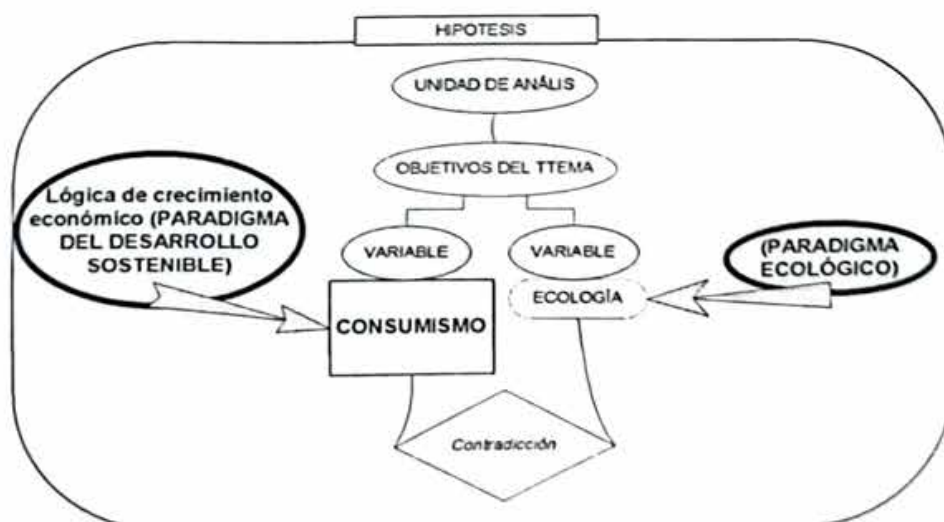 HIPOTESIS
UNIDAD DE ANÁLIS
OBJETIVOS DEL TTEMA
Lógica de crecimiento
económico (PARADIGMA
DEL DESARROLLO
SOSTENIBLE)
VARIABLE
VARIABLE
(PARADIGMA
ECOLÓGICO)
CONSUMISMO
ECOLOGÍA
Contradicción